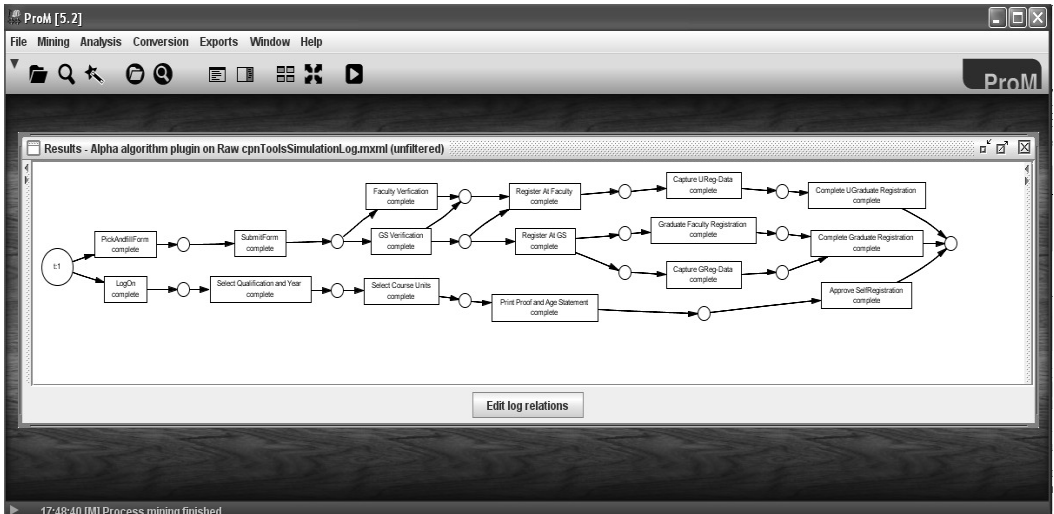 ProM [5.2]
File Mining Analysis Conversion Exports Window Help
ProM
Results - Alpha algorithm plugin on Raw cpnToolsSimulationLog.mxml (unfiltered)
t:1
PickAndfillForm
complete
LogOn
complete
SubmitForm
complete
Select Qualification and Year
complete
Faculty Verfication
complete
GS Verification
complete
Select Course Units
complete
Register At Faculty
complete
Register At GS
complete
Print Proof and Age Statement
complete
Capture UReg-Data
complete
Graduate Faculty Registration
complete
Capture GReg-Data
complete
Complete UGraduate Registration
complete
Complete Graduate Registration
complete
Approve SelfRegistration
complete
Edit log relations
17:48:40 [M] Process mining finished